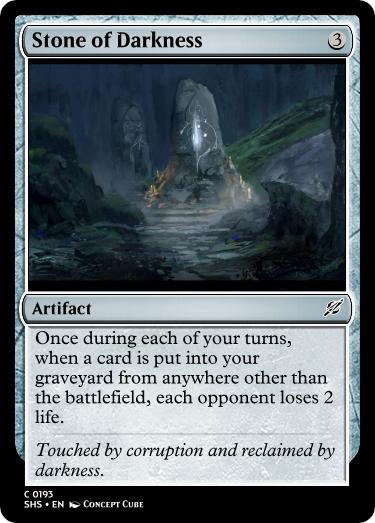 Stone of Darkness 3
Artifact
Once during each of your turns,
when a card is put into your
graveyard from anywhere other than
the battlefield, each opponent loses 2
life.
Touched by corruption and reclaimed by
darkness.
C 0193
SHS • EN Concept Cube